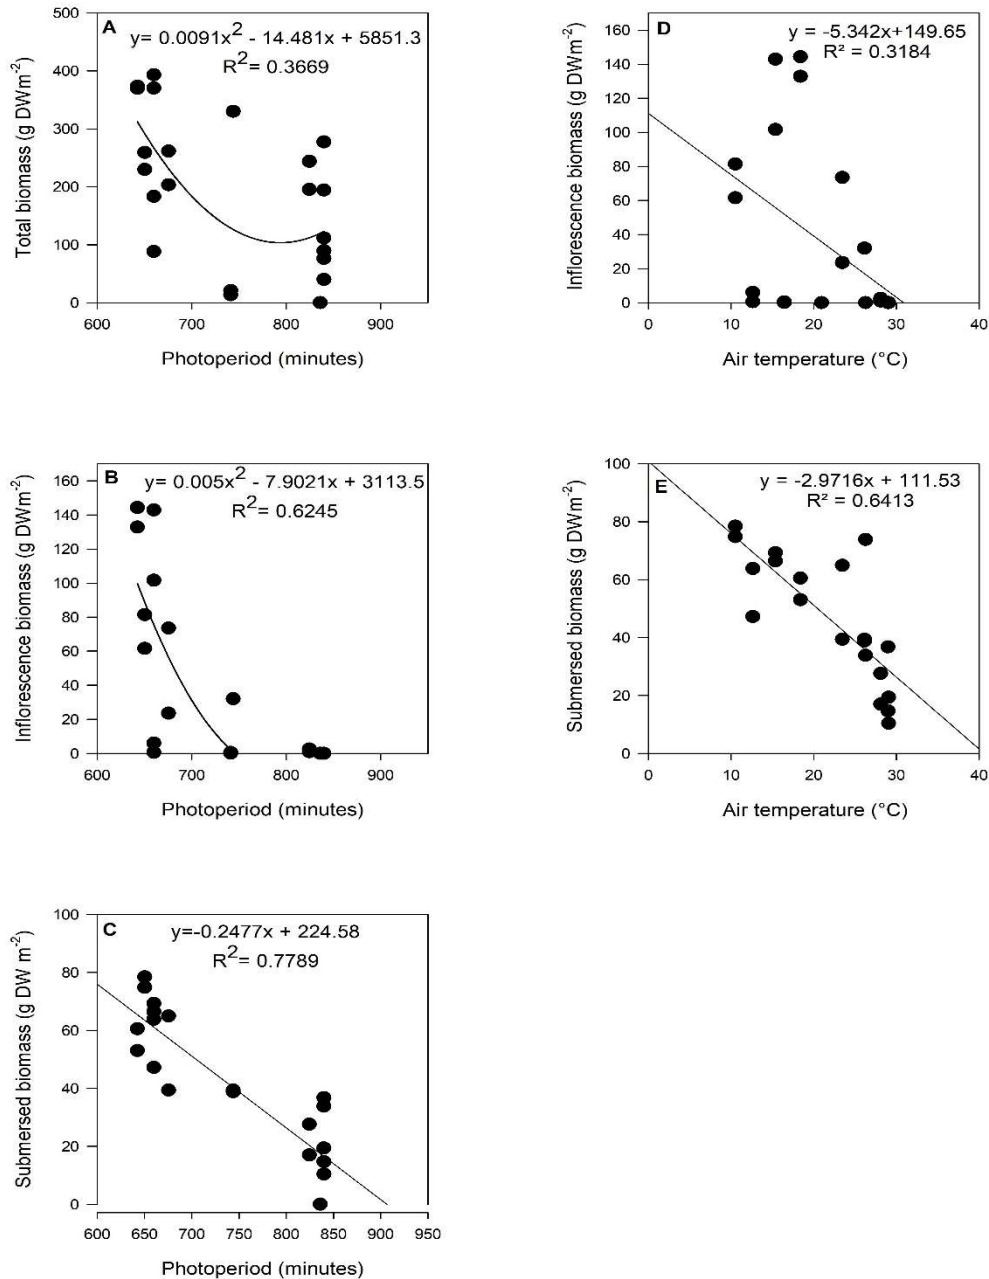 A
y= 0.0091x² - 14.481x + 5851.3
R²= 0.3669
Total biomass (g DWm⁻²)
500
400
300
200
100
0
600 700 800 900
Photoperiod (minutes)
D
y = -5.342x+149.65
R² = 0.3184
Inflorescence biomass (g DWm⁻²)
160
140
120
100
80
60
40
20
0
0 10 20 30 40
Air temperature (°C)
B
y= 0.005x² - 7.9021x + 3113.5
R²= 0.6245
Inflorescence biomass (g DWm⁻²)
160
140
120
100
80
60
40
20
0
600 700 800 900
Photoperiod (minutes)
E
y = -2.9716x + 111.53
R² = 0.6413
Submersed biomass (g DWm⁻²)
100
80
60
40
20
0
0 10 20 30 40
Air temperature (°C)
C
y=-0.2477x + 224.58
R²= 0.7789
Submersed biomass (g DW m⁻²)
100
80
60
40
20
0
600 650 700 750 800 850 900 950
Photoperiod (minutes)